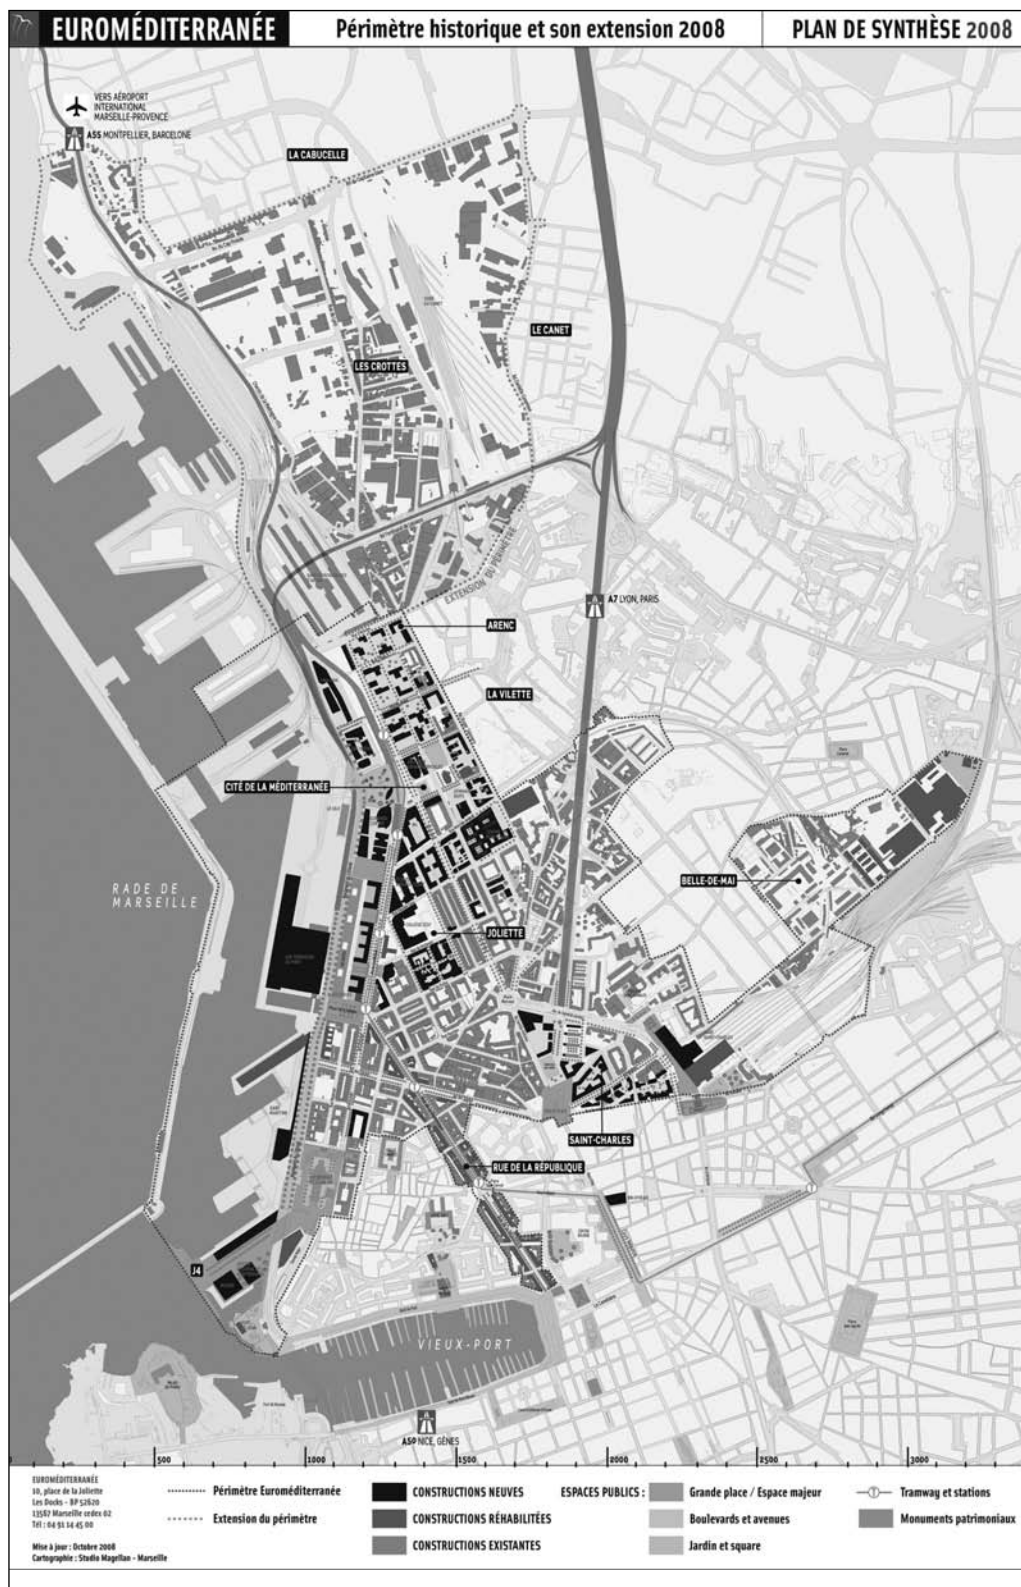 EUROMÉDITERRANÉE
Périmètre historique et son extension 2008
PLAN DE SYNTHÈSE 2008
VERS AÉROPORT
INTERNATIONAL
MARSEILLE-PROVENCE
A55 MONTPELLIER, BARCELONE
LA CABUCELLE
LE CANET
LES CROTTES
EXTENSION DU PÉRIMÈTRE
A7 LYON, PARIS
ARENC
LA VILETTE
CITÉ DE LA MÉDITERRANÉE
BELLE-DE-MAI
RADE DE
MARSEILLE
JOLIETTE
SAINT-CHARLES
RUE DE LA RÉPUBLIQUE
J4
VIEUX-PORT
A50 NICE, GÊNES
500
1000
1500
2000
2500
3000
EUROMÉDITERRANÉE
10, place de la Joliette
Les Docks - BP 52620
13567 Marseille cedex 02
Tél : 04 91 14 45 00
Mise à jour : Octobre 2008
Cartographie : Studio Magellan - Marseille
Périmètre Euroméditerranée
Extension du périmètre
CONSTRUCTIONS NEUVES
CONSTRUCTIONS RÉHABILITÉES
CONSTRUCTIONS EXISTANTES
ESPACES PUBLICS :
Grande place / Espace majeur
Boulevards et avenues
Jardin et square
Tramway et stations
Monuments patrimoniaux